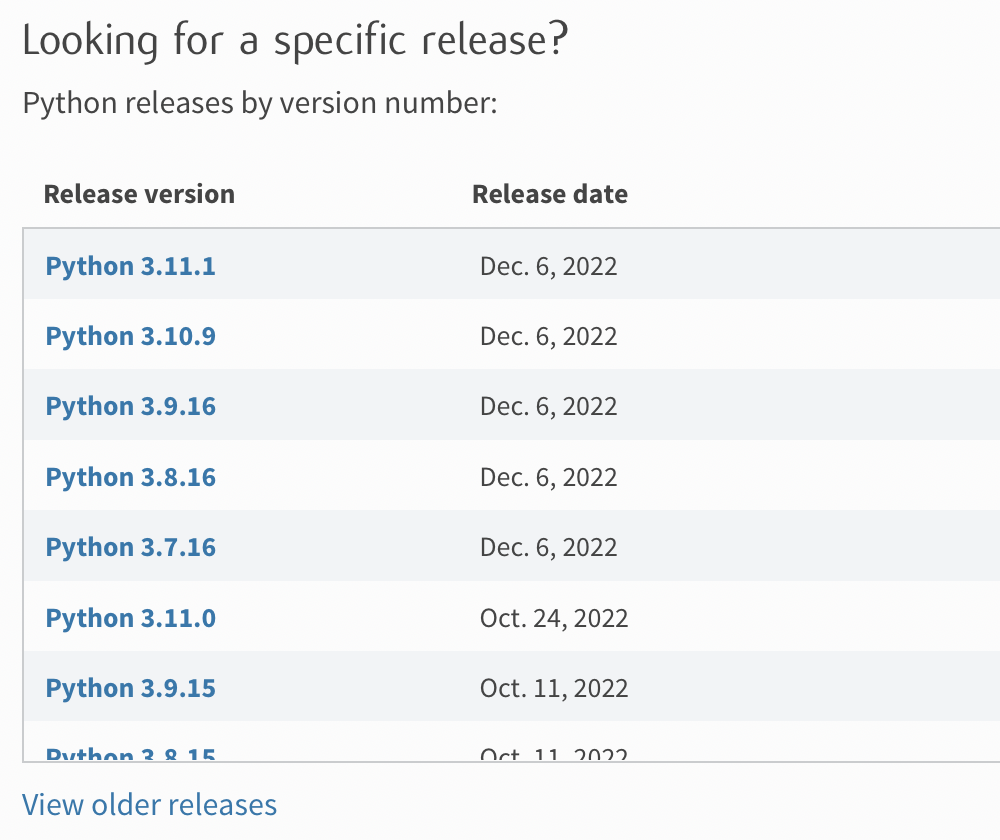 Looking for a specific release?
Python releases by version number:
Release version Release date
Python 3.11.1 Dec. 6, 2022
Python 3.10.9 Dec. 6, 2022
Python 3.9.16 Dec. 6, 2022
Python 3.8.16 Dec. 6, 2022
Python 3.7.16 Dec. 6, 2022
Python 3.11.0 Oct. 24, 2022
Python 3.9.15 Oct. 11, 2022
Python 3.8.15 Oct. 11, 2022
View older releases